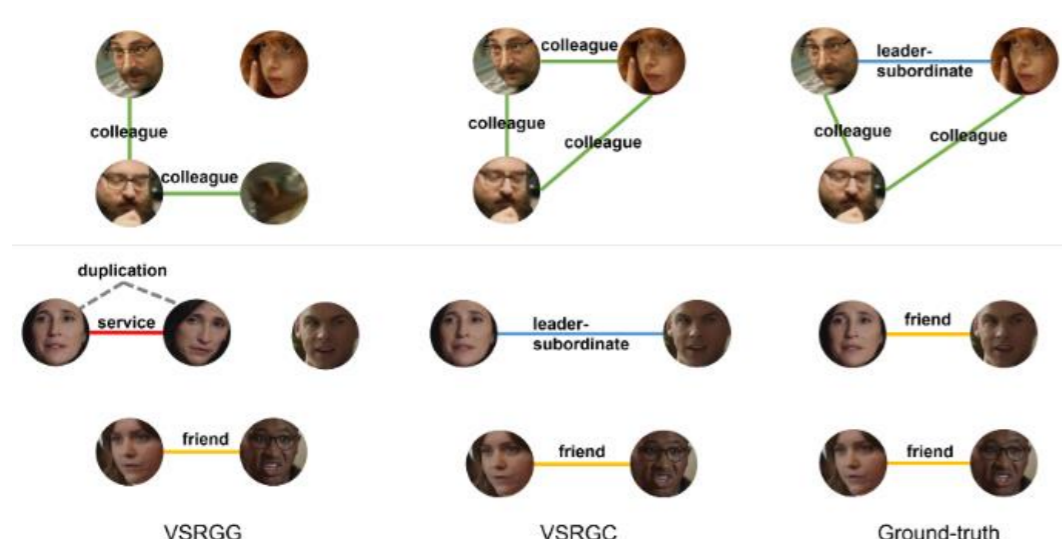 colleague
colleague
colleague
colleague
colleague
leader-
subordinate
colleague
colleague
duplication
service
friend
leader-
subordinate
friend
friend
friend
VSRGG
VSRGC
Ground-truth